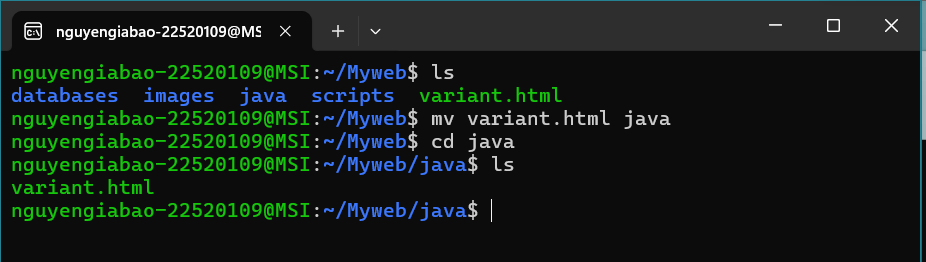 nguyengiabao-22520109@MS
nguyengiabao-22520109@MSI:~/Myweb$ ls
databases  images  java  scripts  variant.html
nguyengiabao-22520109@MSI:~/Myweb$ mv variant.html java
nguyengiabao-22520109@MSI:~/Myweb$ cd java
nguyengiabao-22520109@MSI:~/Myweb/java$ ls
variant.html
nguyengiabao-22520109@MSI:~/Myweb/java$